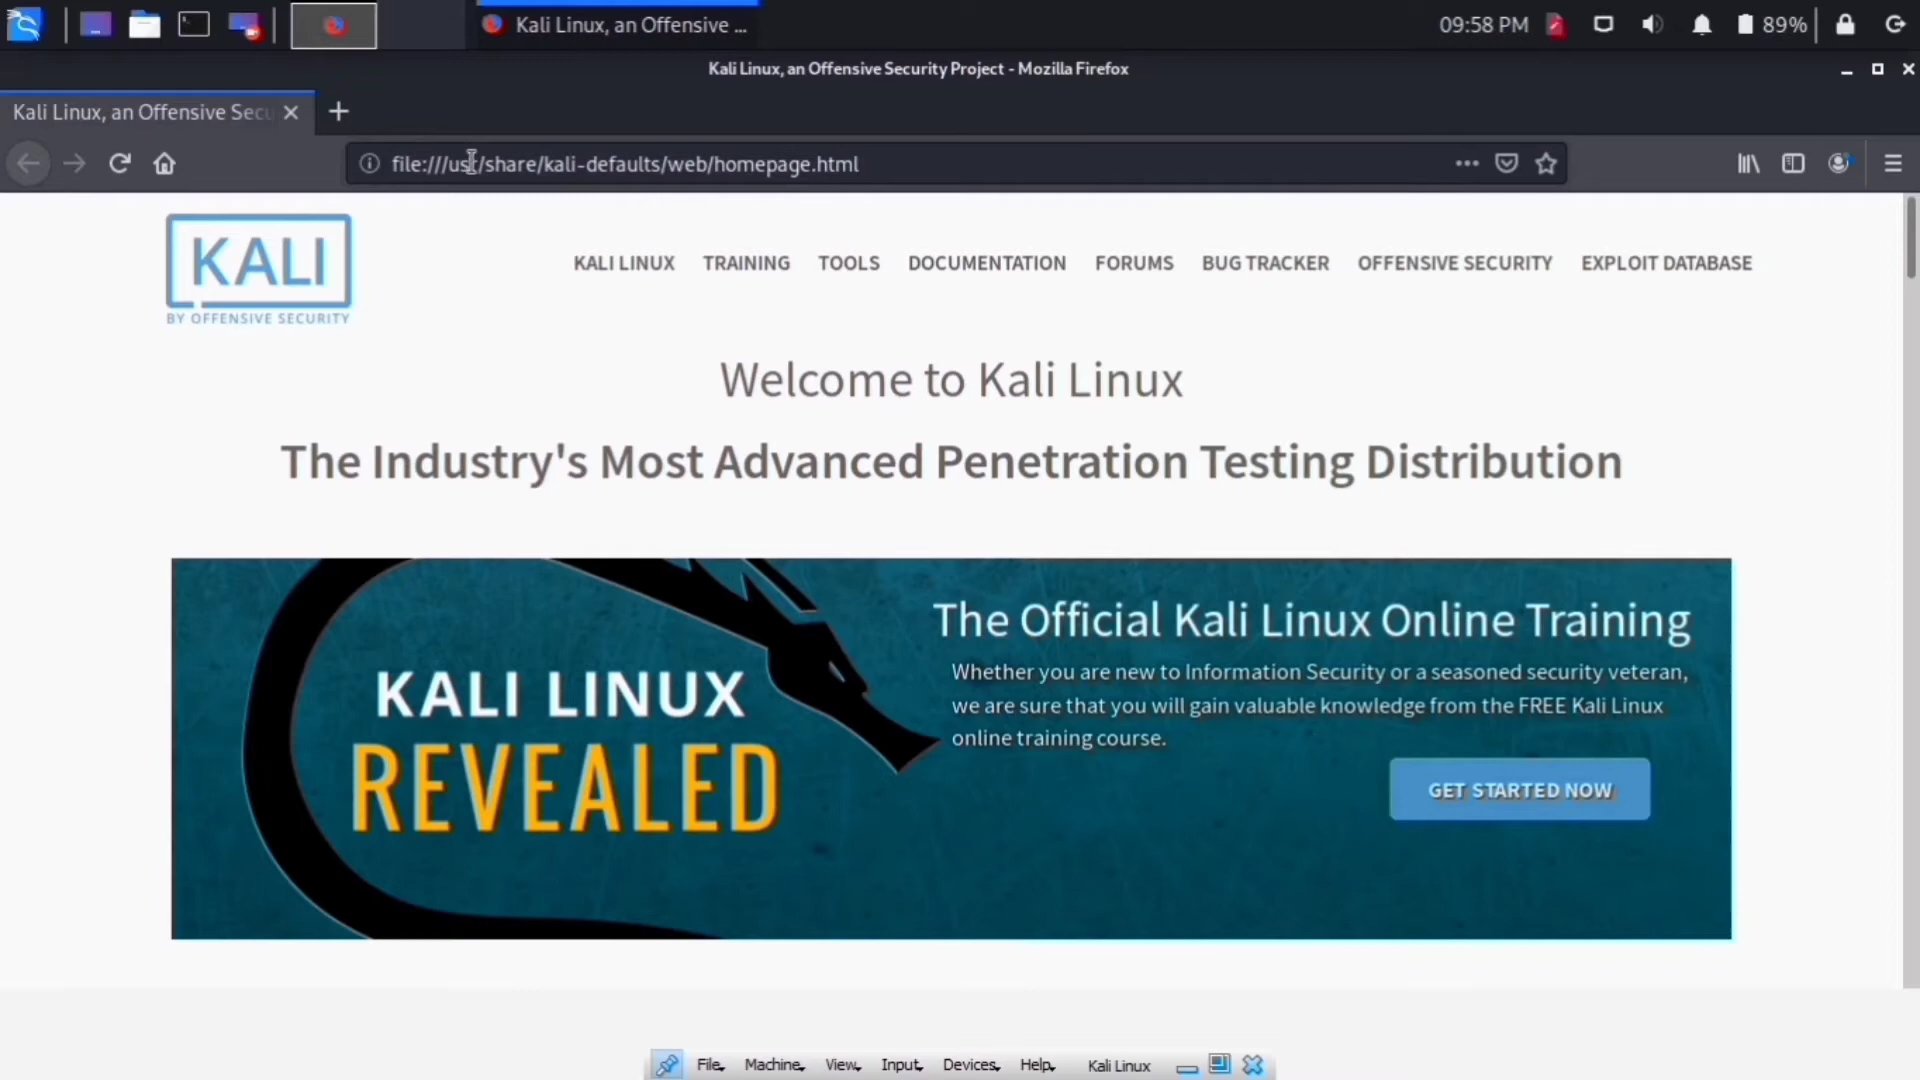 Kali Linux, an Offensive ...
09:58 PM
89%
Kali Linux, an Offensive Security Project - Mozilla Firefox
Kali Linux, an Offensive Secu
file:///usr/share/kali-defaults/web/homepage.html
KALI
BY OFFENSIVE SECURITY
KALI LINUX TRAINING TOOLS DOCUMENTATION FORUMS BUG TRACKER OFFENSIVE SECURITY EXPLOIT DATABASE
Welcome to Kali Linux
The Industry's Most Advanced Penetration Testing Distribution
KALI LINUX
REVEALED
The Official Kali Linux Online Training
Whether you are new to Information Security or a seasoned security veteran,
we are sure that you will gain valuable knowledge from the FREE Kali Linux
online training course.
GET STARTED NOW
File Machine View Input Devices Help Kali Linux